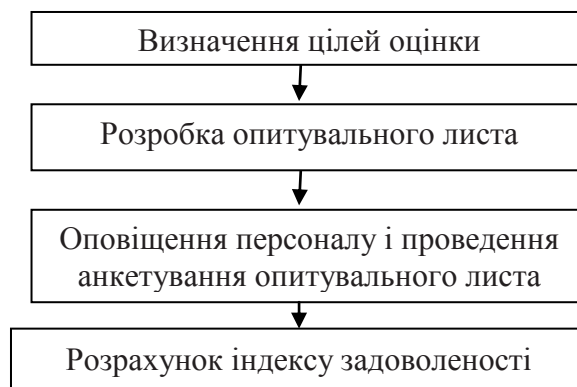 Визначення цілей оцінки
Розробка опитувального листа
Оповіщення персоналу і проведення
анкетування опитувального листа
Розрахунок індексу задоволеності